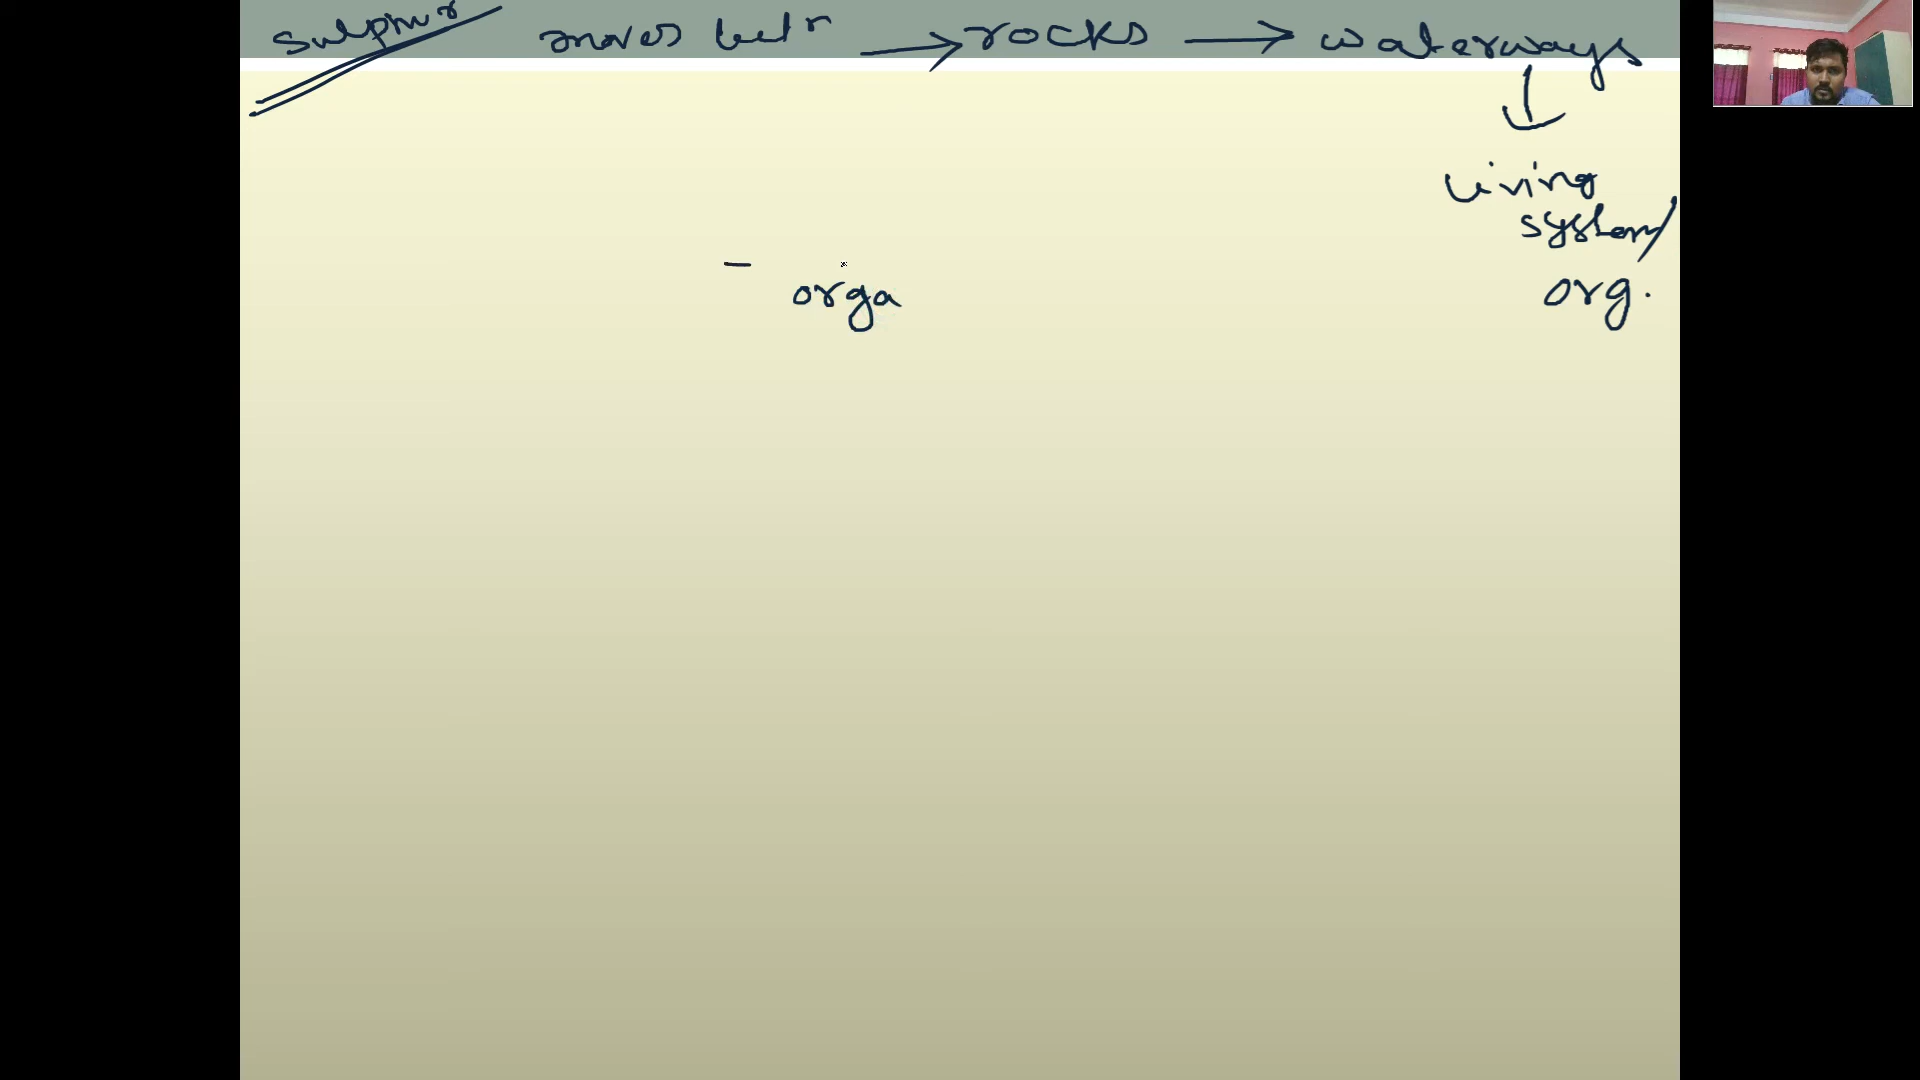 Sulphur moves betn → rocks → waterways
↓
living
system/
org.
- orga